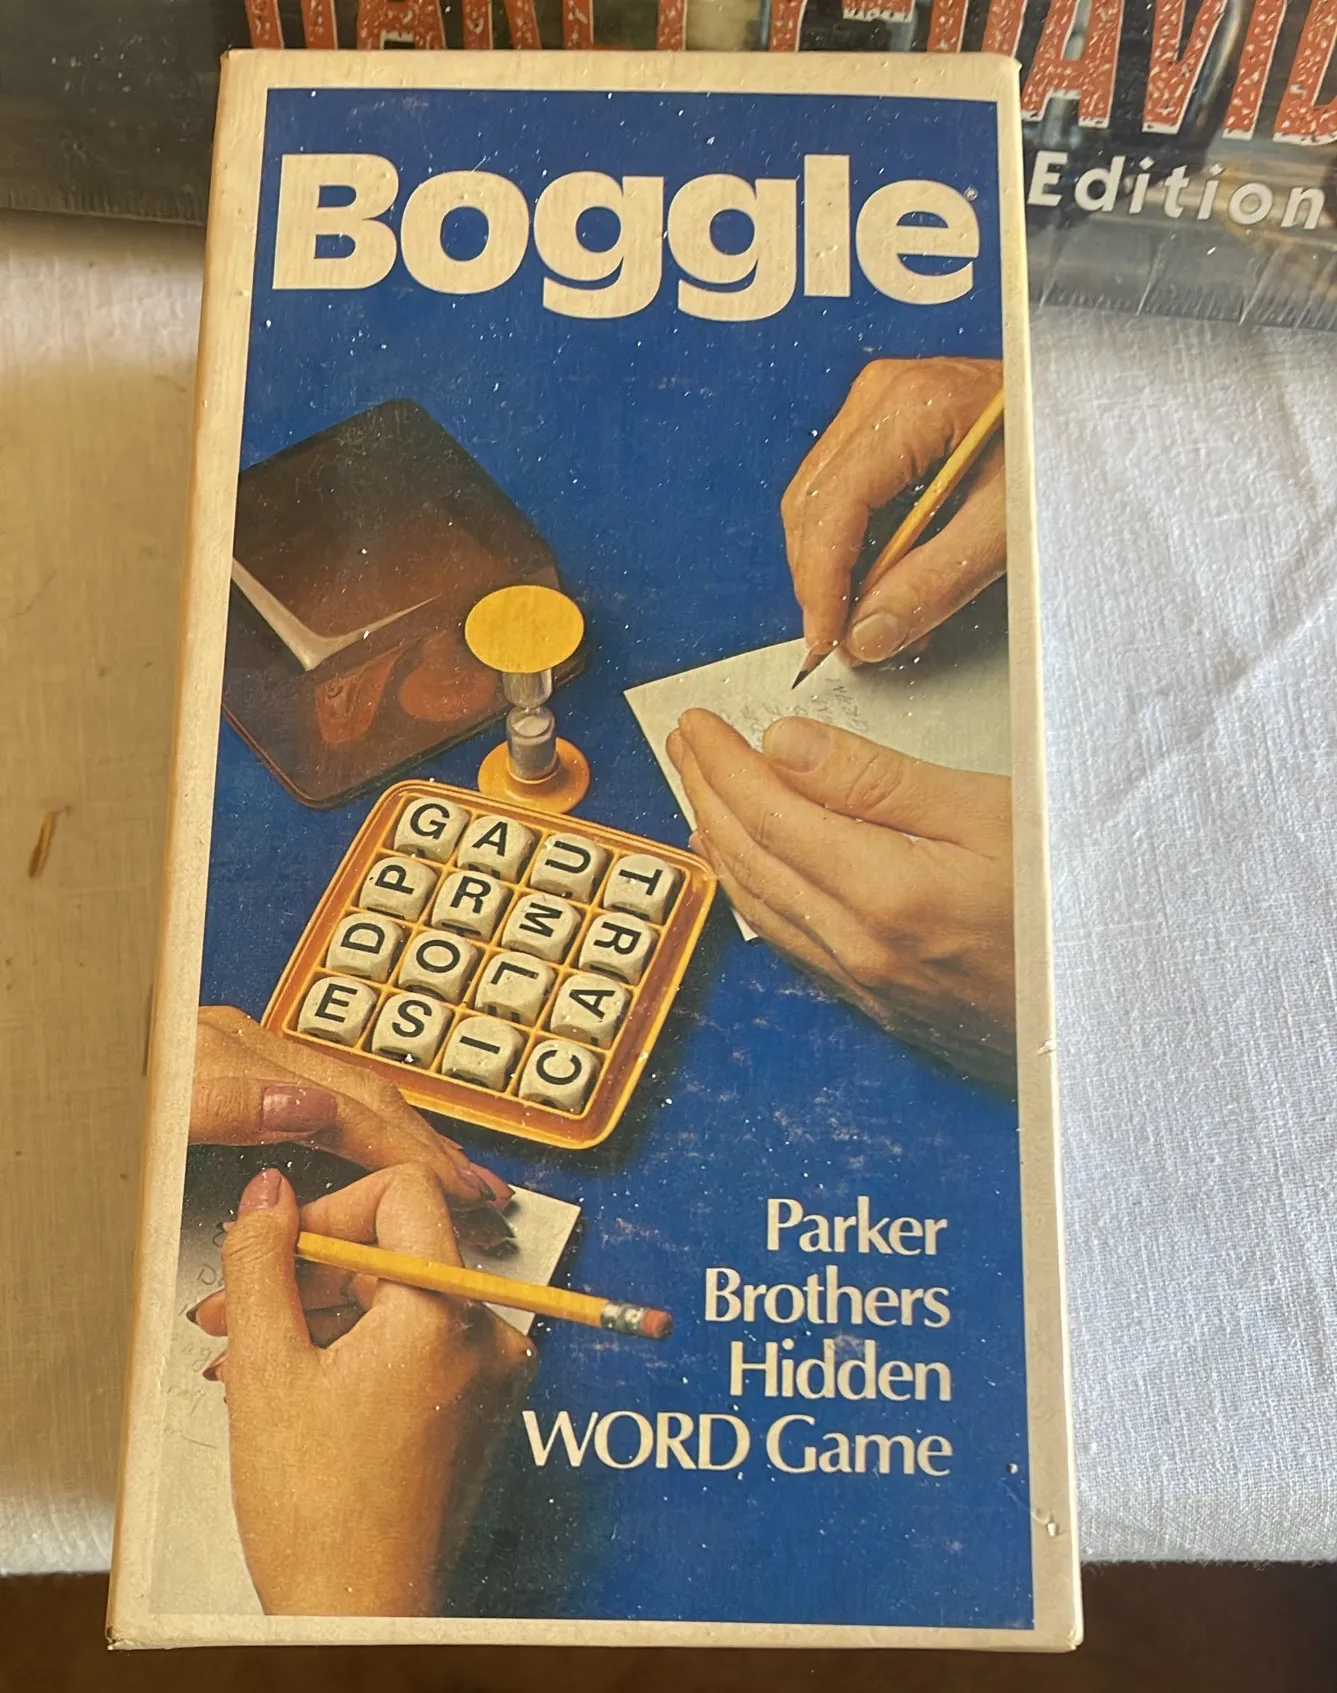 Edition
Boggle®
G A U T
P R M R
D O L A
E S I C
Parker
Brothers
Hidden
WORD Game